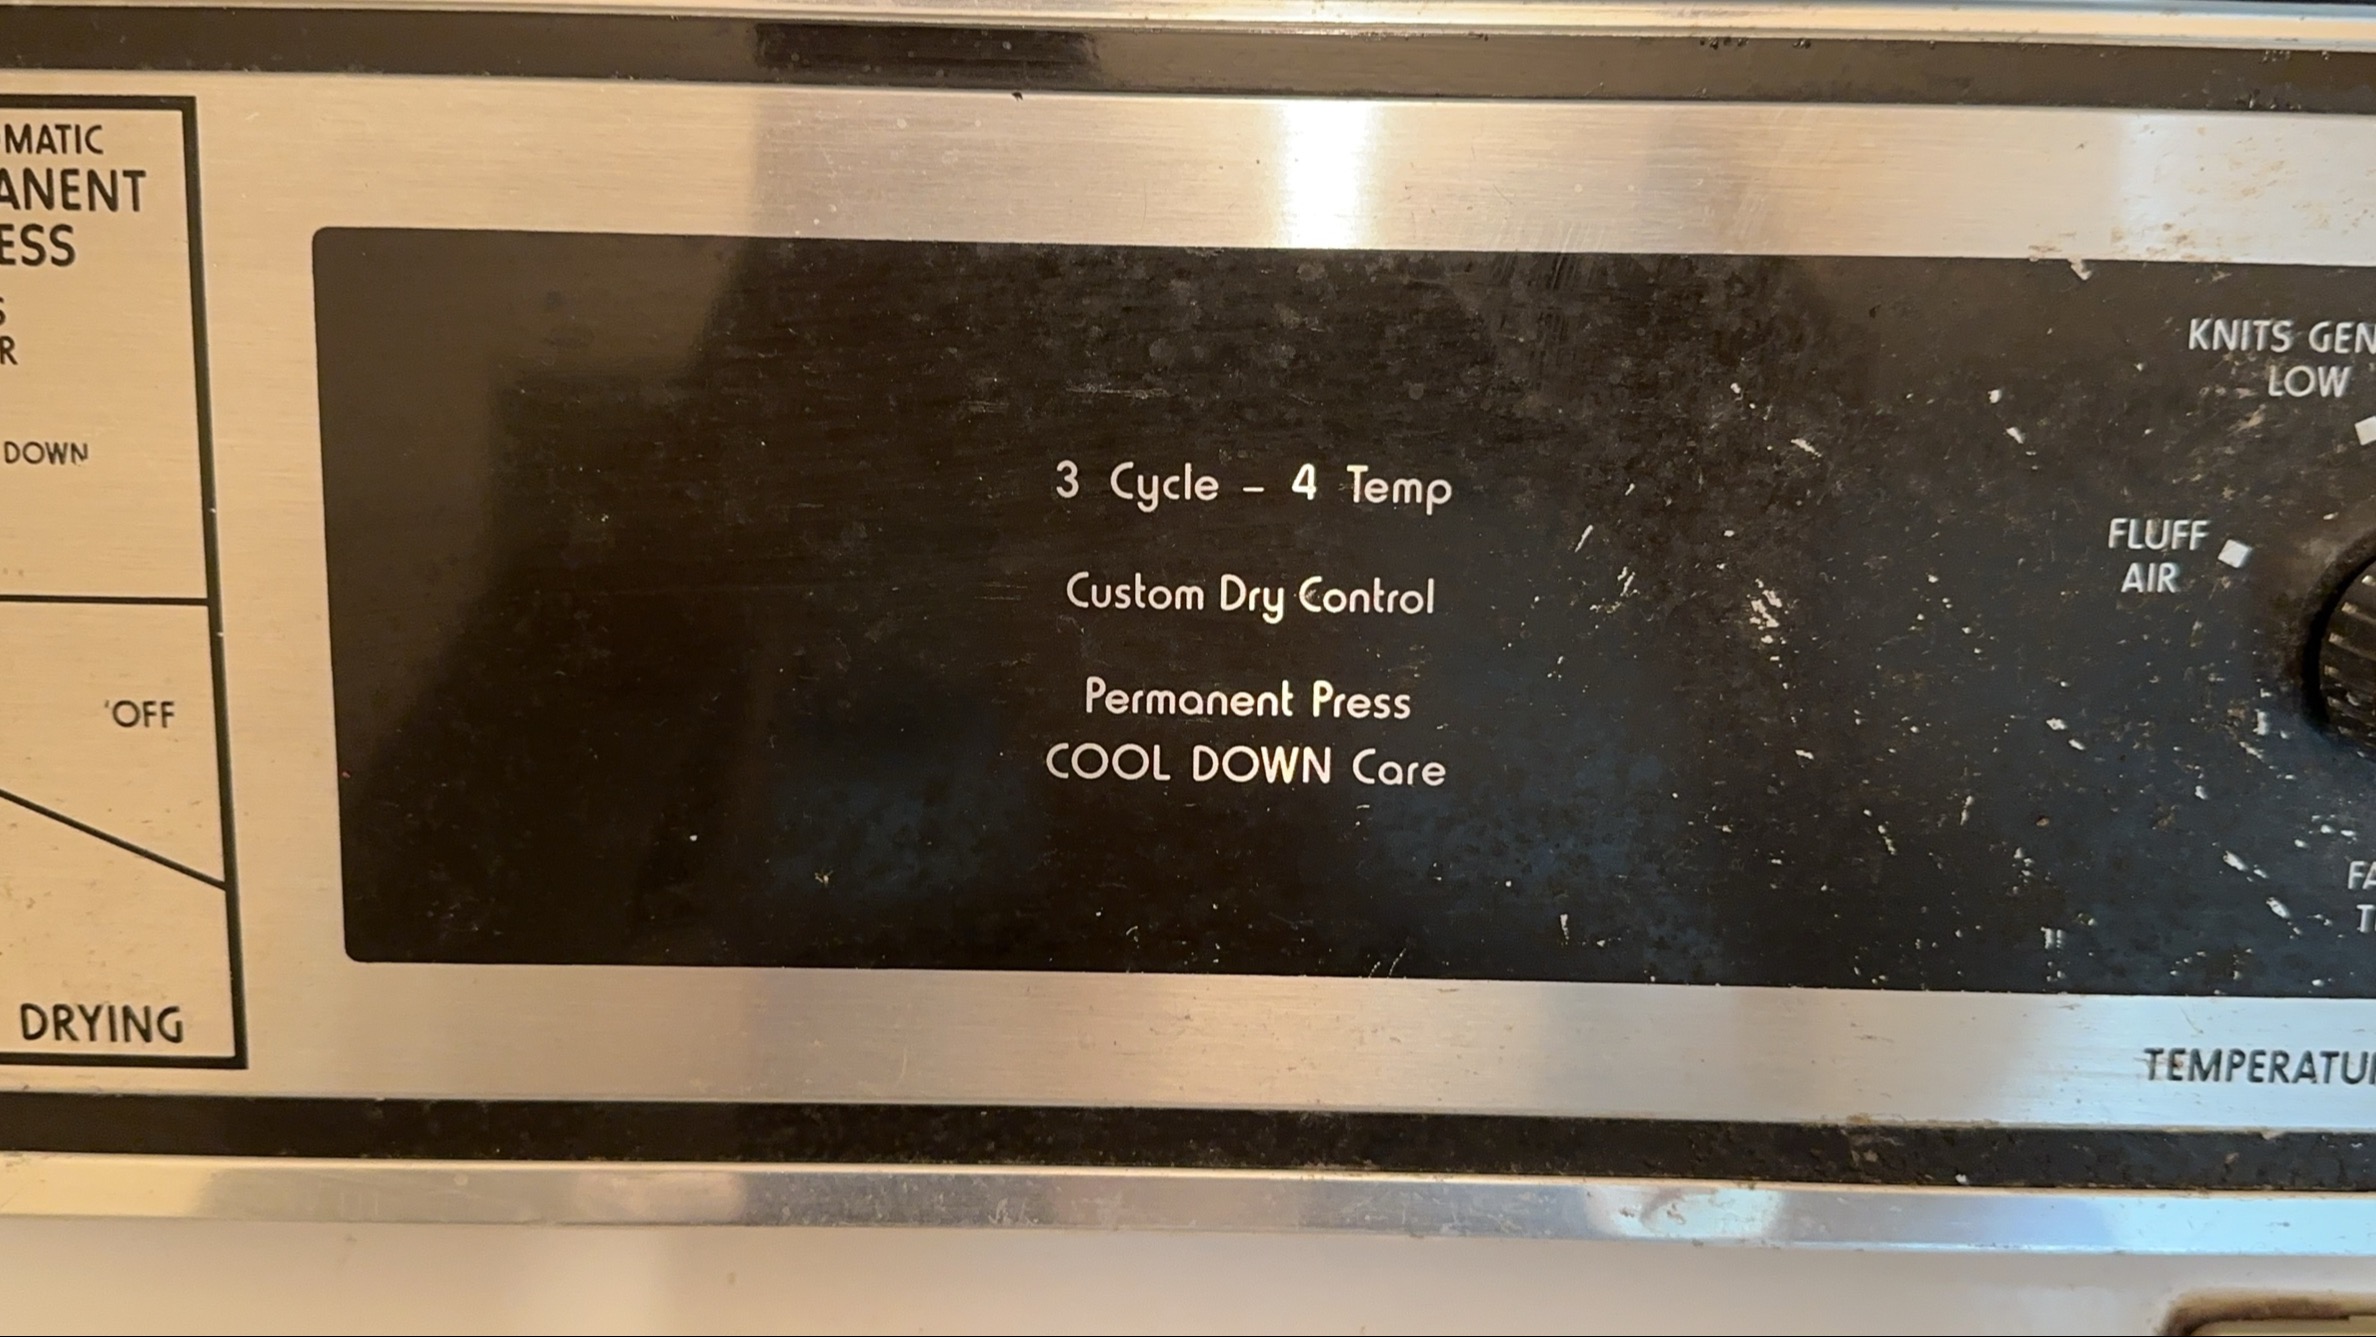 MATIC
ANENT
ESS
S
R
DOWN
OFF
DRYING
3 Cycle – 4 Temp
Custom Dry Control
Permanent Press
COOL DOWN Care
KNITS GEN
LOW
FLUFF
AIR
FA
T
TEMPERATU